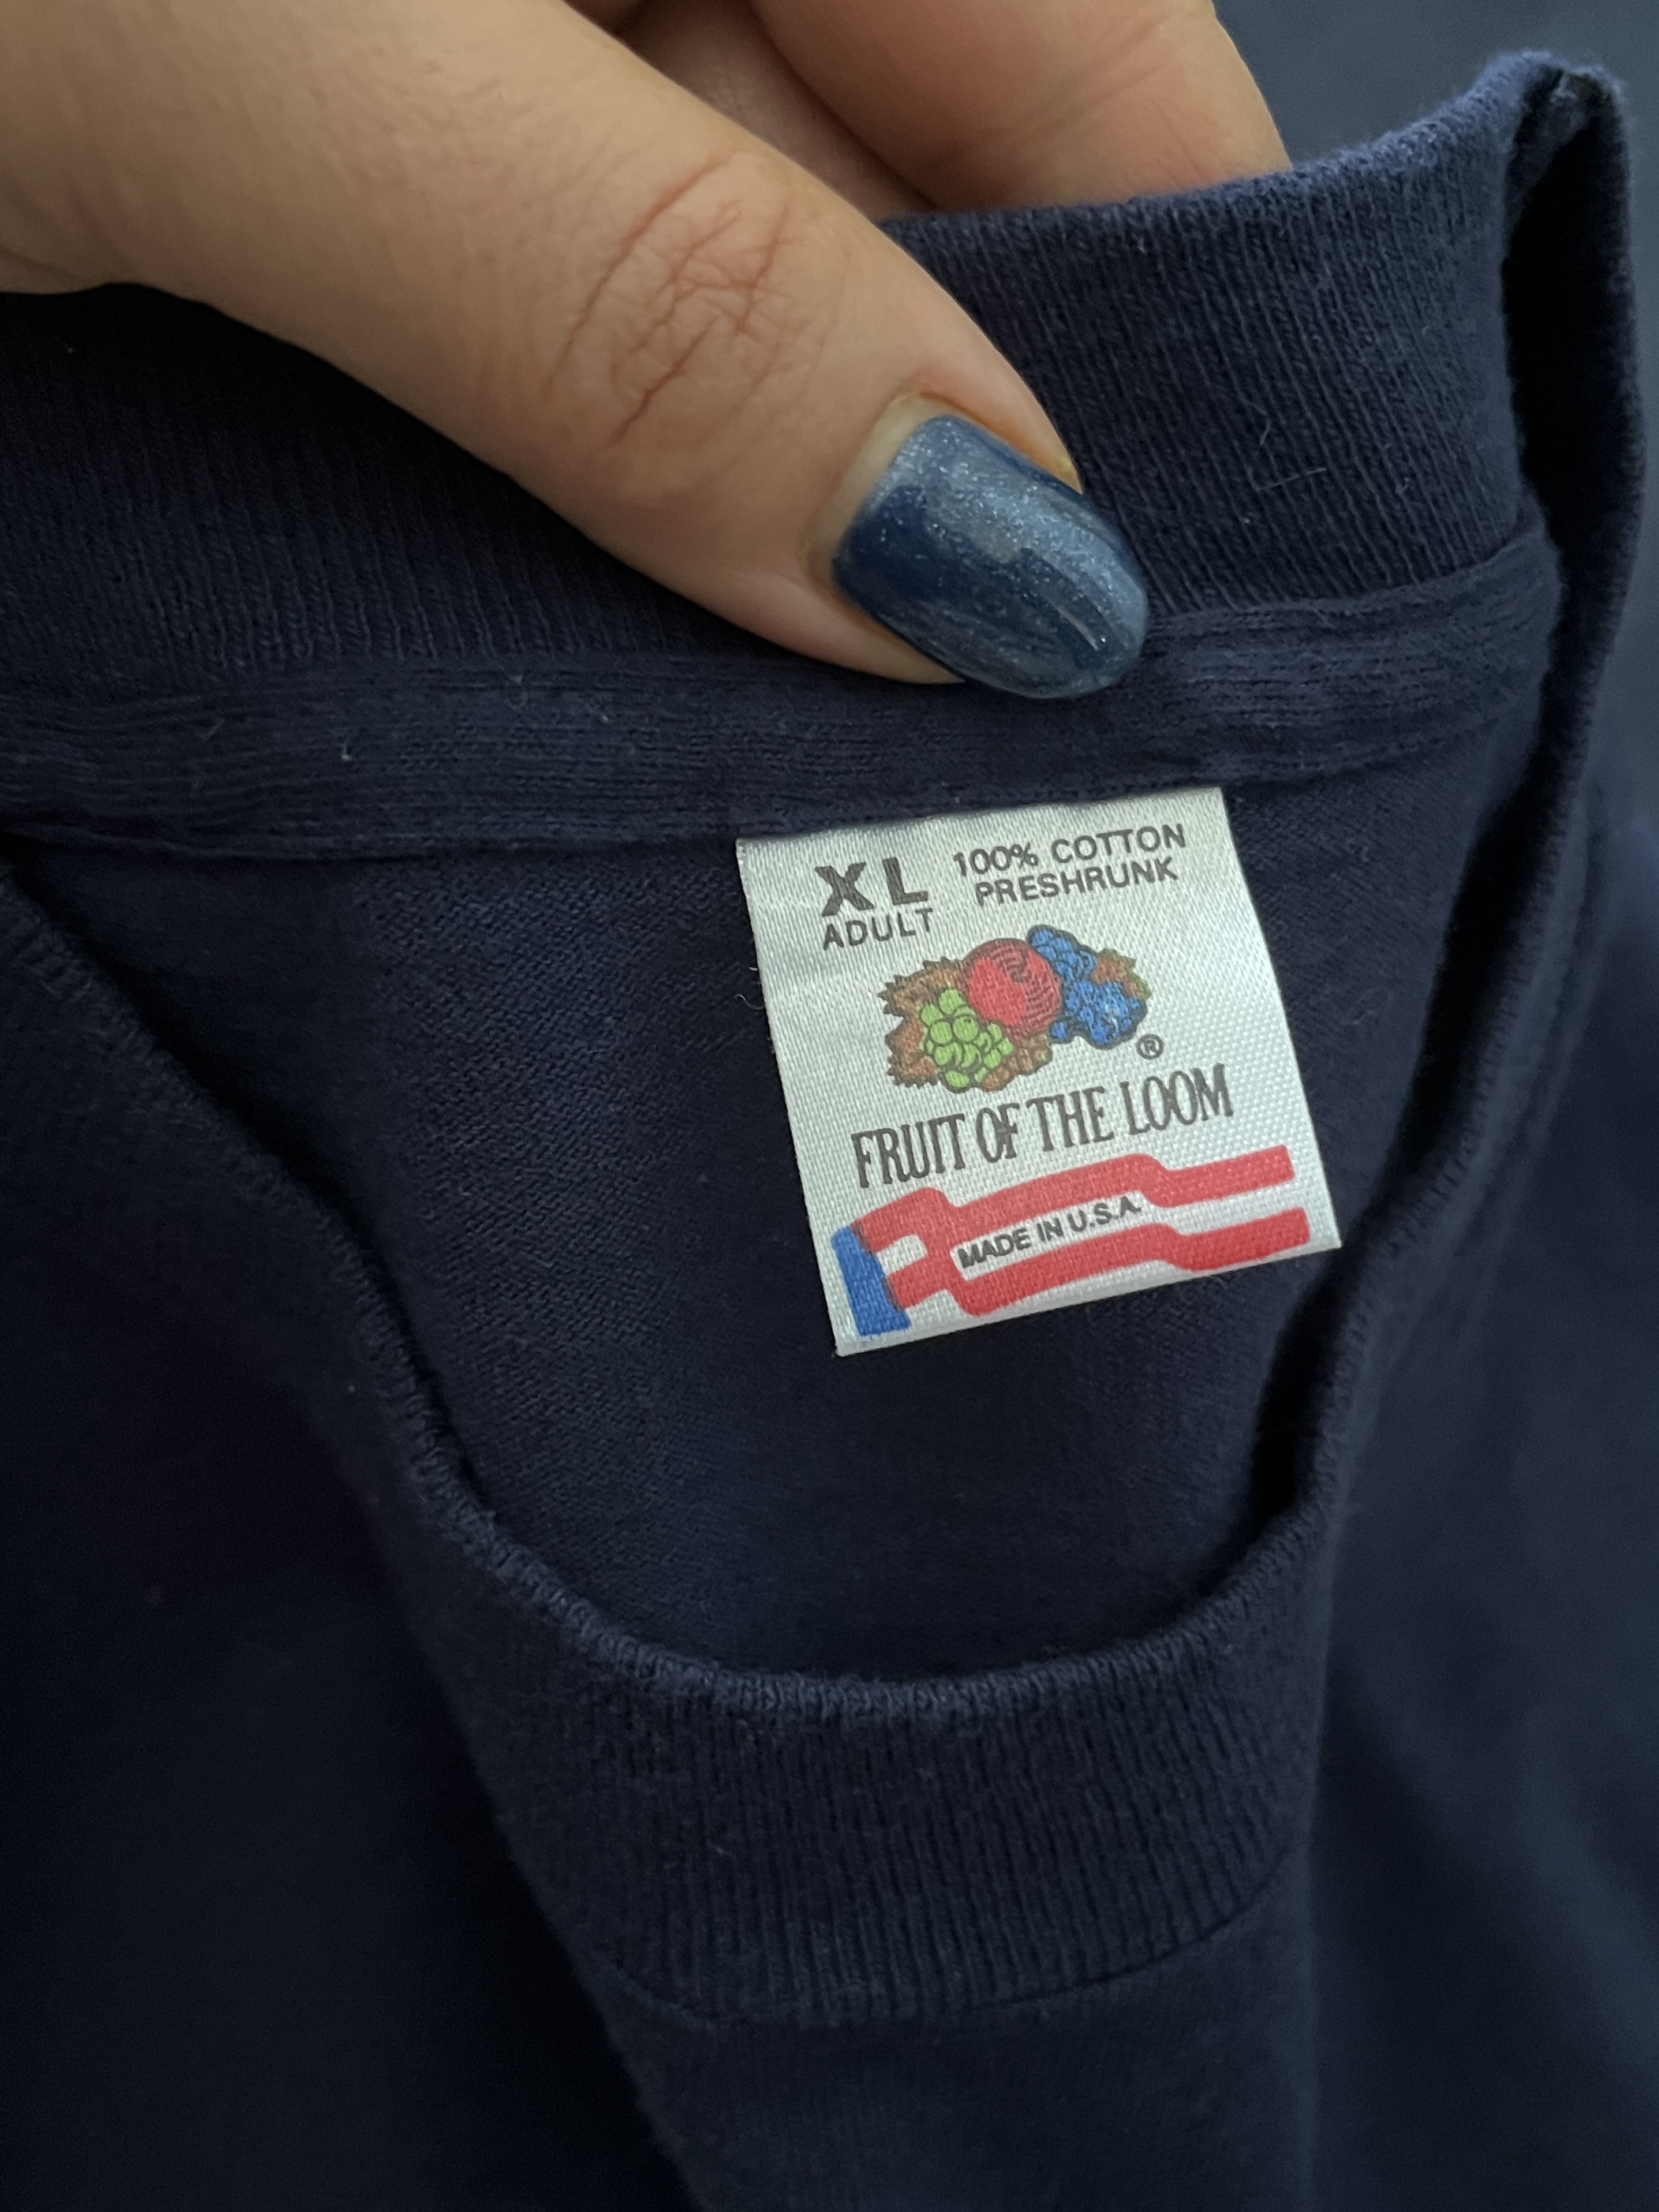 XL
ADULT
100% COTTON
PRESHRUNK
®
FRUIT OF THE LOOM
MADE IN U.S.A.